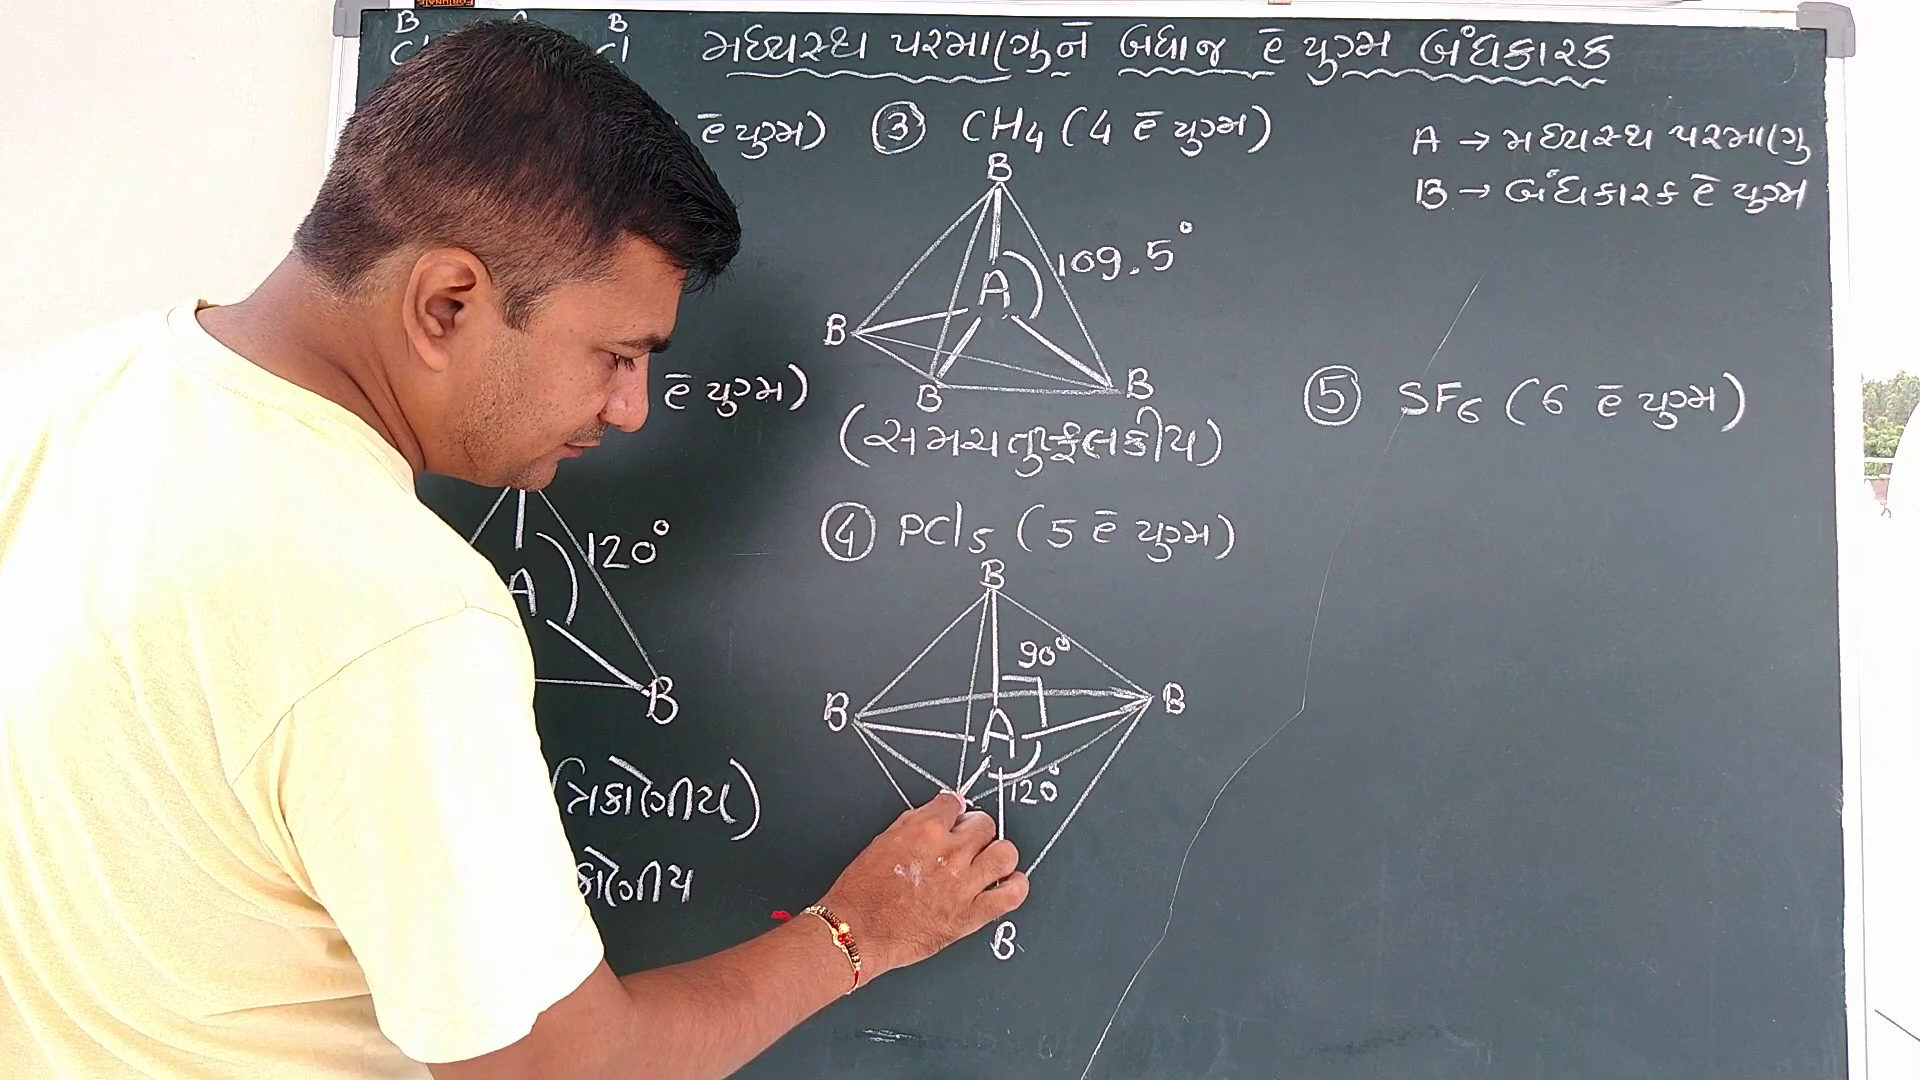 B
B
Cl
મધ્યસ્થ પરમાણુને બધાજ e̅ યુગ્મ બંધકારક
e̅ યુગ્મ)
③ CH4 (4 e̅ યુગ્મ)
A → મધ્યસ્થ પરમાણુ
B → બંધકારક e̅ યુગ્મ
B
109.5°
A
B
B
B
(સમચતુષ્ફલકીય)
e̅ યુગ્મ)
120°
A
B
ત્રિકોણીય)
કોણીય
④ PCl5 (5 e̅ યુગ્મ)
B
90°
B
B
A
120°
B
⑤ SF6 (6 e̅ યુગ્મ)